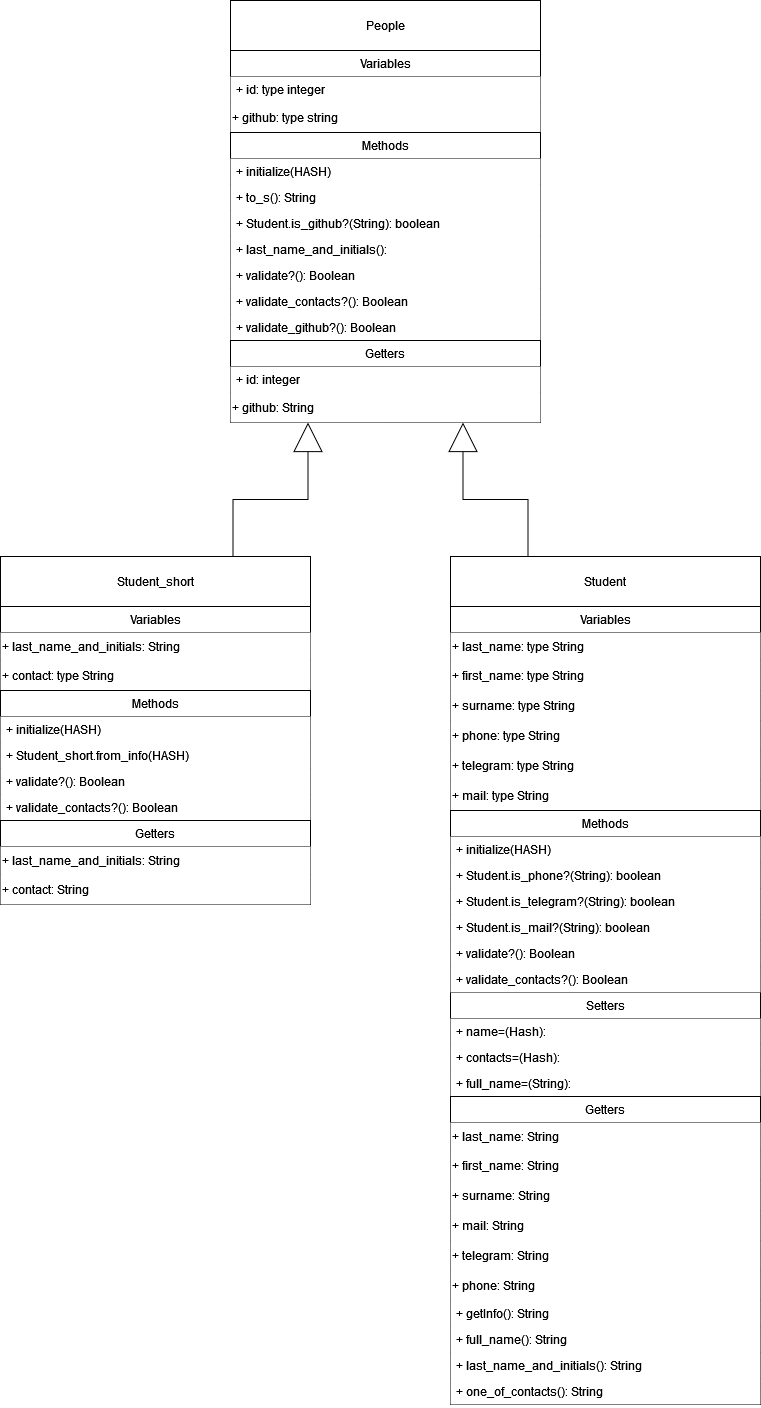 People
Variables
+ id: type integer
+ github: type string
Methods
+ initialize(HASH)
+ to_s(): String
+ Student.is_github?(String): boolean
+ last_name_and_initials():
+ validate?(): Boolean
+ validate_contacts?(): Boolean
+ validate_github?(): Boolean
Getters
+ id: integer
+ github: String
Student_short
Variables
+ last_name_and_initials: String
+ contact: type String
Methods
+ initialize(HASH)
+ Student_short.from_info(HASH)
+ validate?(): Boolean
+ validate_contacts?(): Boolean
Getters
+ last_name_and_initials: String
+ contact: String
Student
Variables
+ last_name: type String
+ first_name: type String
+ surname: type String
+ phone: type String
+ telegram: type String
+ mail: type String
Methods
+ initialize(HASH)
+ Student.is_phone?(String): boolean
+ Student.is_telegram?(String): boolean
+ Student.is_mail?(String): boolean
+ validate?(): Boolean
+ validate_contacts?(): Boolean
Setters
+ name=(Hash):
+ contacts=(Hash):
+ full_name=(String):
Getters
+ last_name: String
+ first_name: String
+ surname: String
+ mail: String
+ telegram: String
+ phone: String
+ getInfo(): String
+ full_name(): String
+ last_name_and_initials(): String
+ one_of_contacts(): String